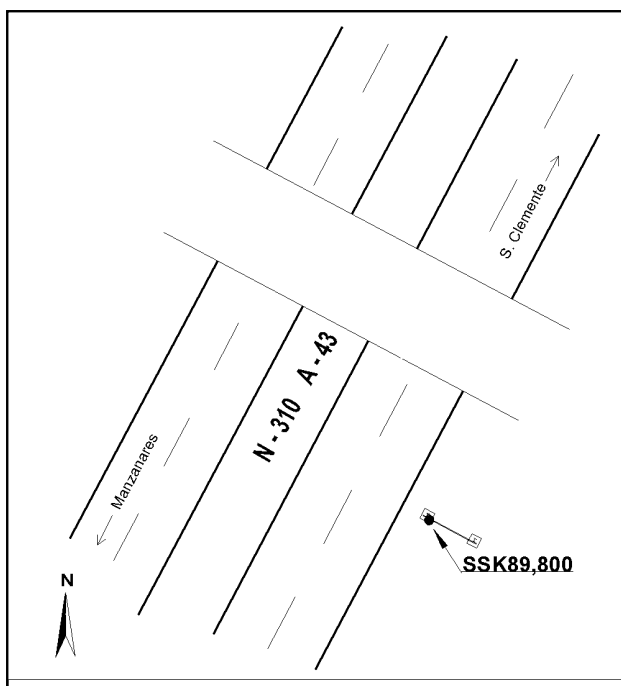 S. Clemente
N - 310 A - 43
Manzanares
SSK89,800
N